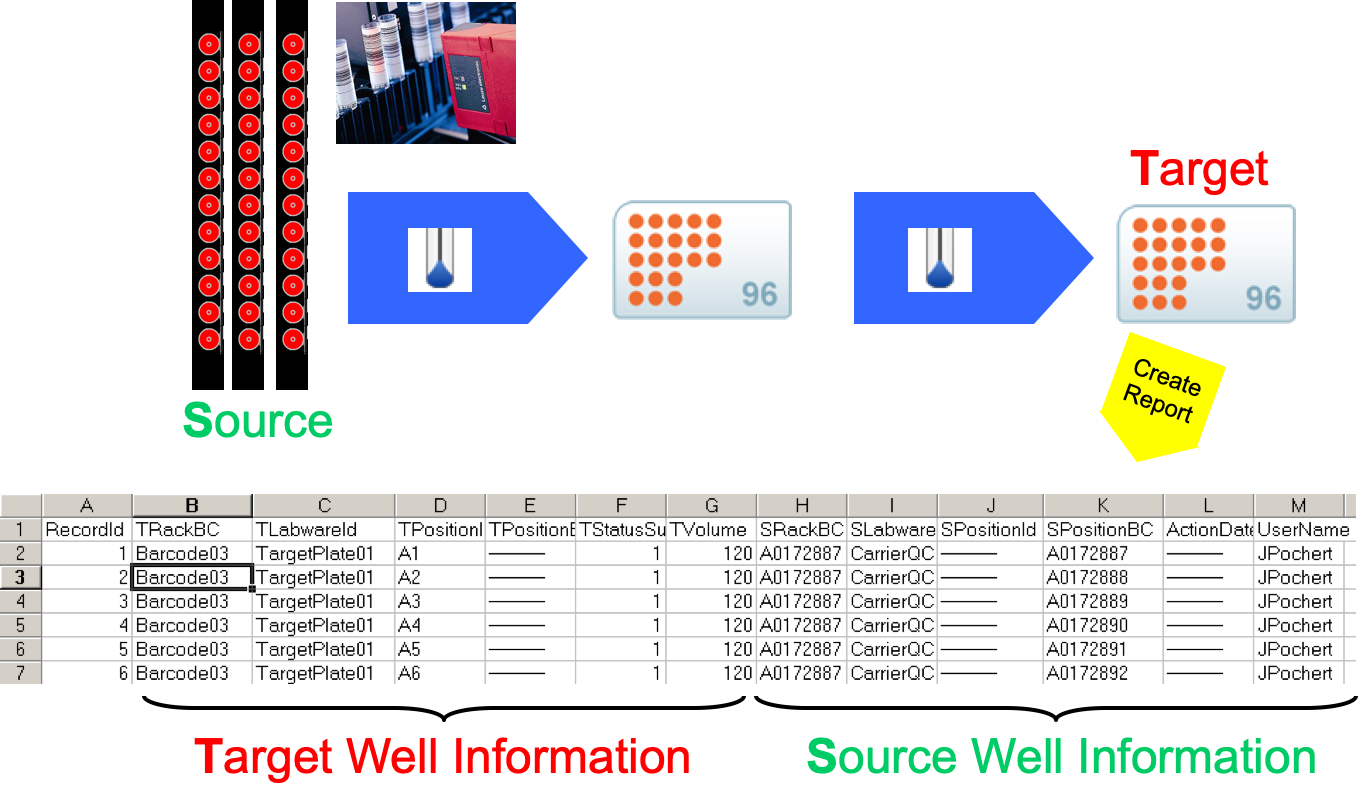 Target
96
96
Create
Report
Source
A B C D E F G H I J K L M
1 RecordId TRackBC TLabwareId TPositionI TPositionE TStatusSu TVolume SRackBC SLabware SPositionId SPositionBC ActionDate UserName
2 1 Barcode03 TargetPlate01 A1 ——— 1 120 A0172887 CarrierQC ——— A0172887 ——— JPochert
3 2 Barcode03 TargetPlate01 A2 ——— 1 120 A0172887 CarrierQC ——— A0172888 ——— JPochert
4 3 Barcode03 TargetPlate01 A3 ——— 1 120 A0172887 CarrierQC ——— A0172889 ——— JPochert
5 4 Barcode03 TargetPlate01 A4 ——— 1 120 A0172887 CarrierQC ——— A0172890 ——— JPochert
6 5 Barcode03 TargetPlate01 A5 ——— 1 120 A0172887 CarrierQC ——— A0172891 ——— JPochert
7 6 Barcode03 TargetPlate01 A6 ——— 1 120 A0172887 CarrierQC ——— A0172892 ——— JPochert
Target Well Information
Source Well Information